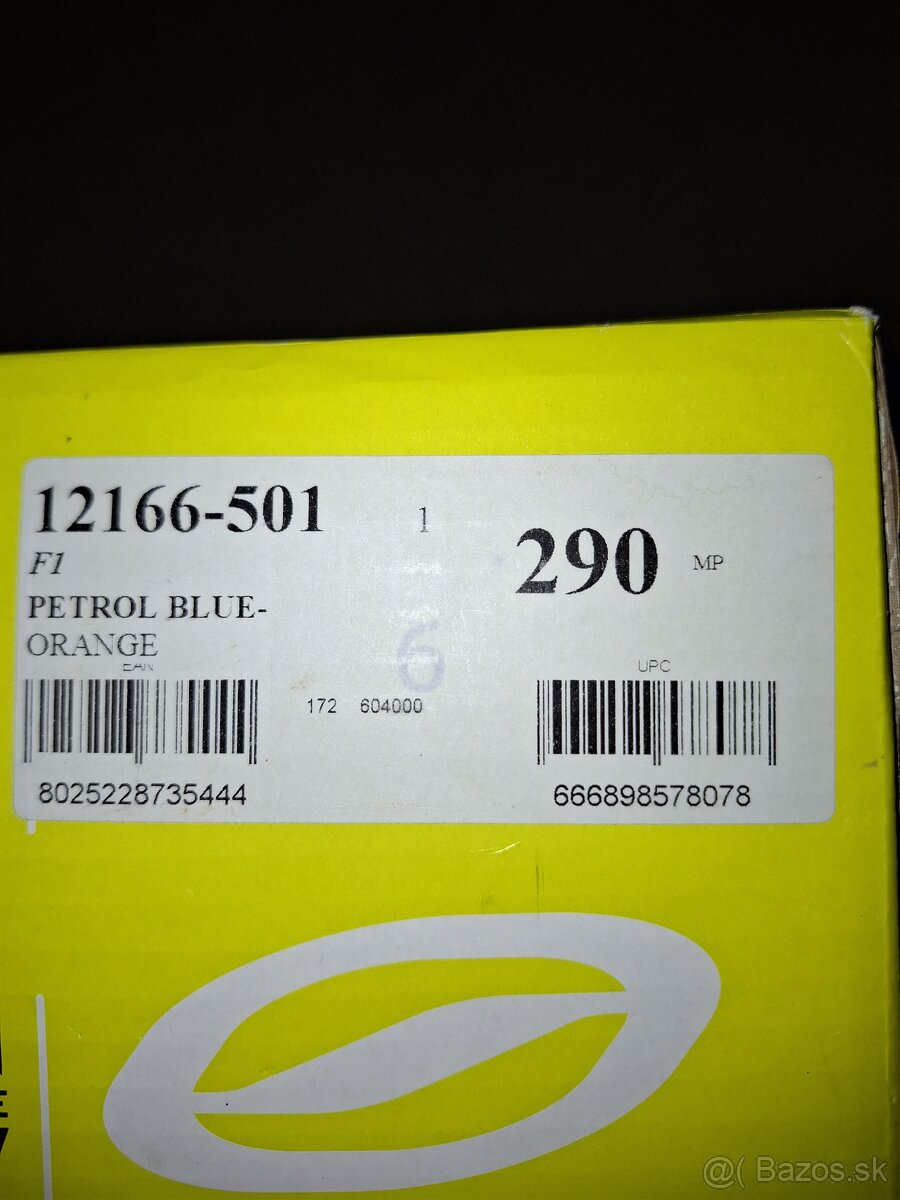 12166-501
1
F1
290 MP
PETROL BLUE-
ORANGE
6
EAN
UPC
172 604000
8025228735444
666898578078
@( Bazos.sk